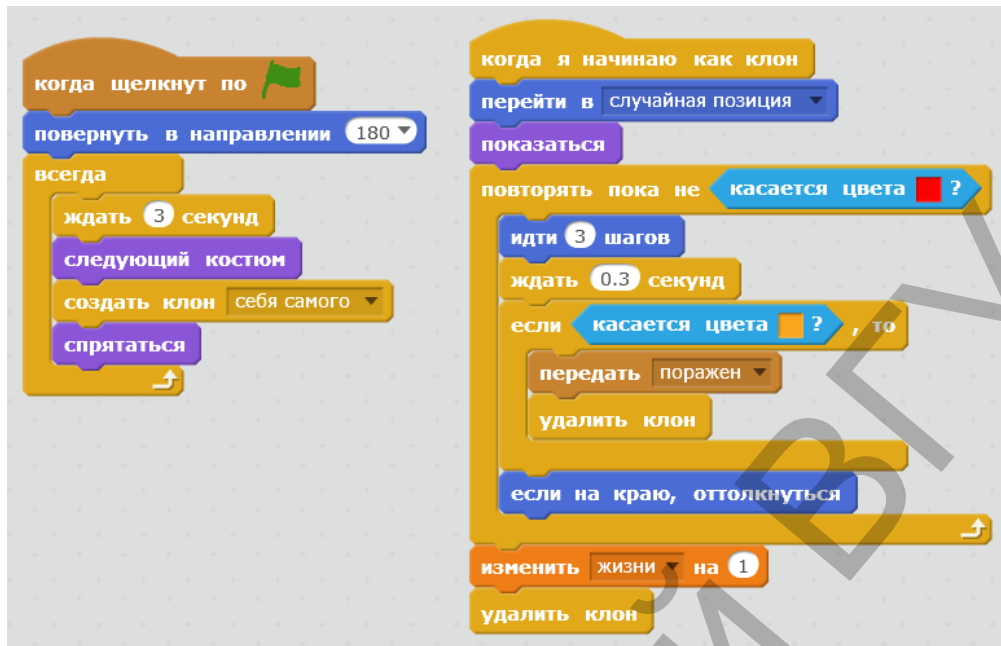 когда щелкнут по
повернуть в направлении 180
всегда
ждать 3 секунд
следующий костюм
создать клон себя самого
спрятаться
когда я начинаю как клон
перейти в случайная позиция
показаться
повторять пока не касается цвета ?
идти 3 шагов
ждать 0.3 секунд
если касается цвета ? , то
передать поражен
удалить клон
если на краю, оттолкнуться
изменить жизни на 1
удалить клон
Й ВГУ